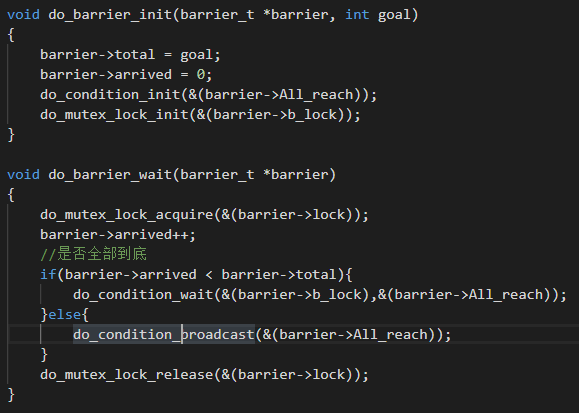 void do_barrier_init(barrier_t *barrier, int goal)
{
    barrier->total = goal;
    barrier->arrived = 0;
    do_condition_init(&(barrier->All_reach));
    do_mutex_lock_init(&(barrier->b_lock));
}

void do_barrier_wait(barrier_t *barrier)
{
    do_mutex_lock_acquire(&(barrier->lock));
    barrier->arrived++;
    //是否全部到底
    if(barrier->arrived < barrier->total){
        do_condition_wait(&(barrier->b_lock),&(barrier->All_reach));
    }else{
        do_condition_broadcast(&(barrier->All_reach));
    }
    do_mutex_lock_release(&(barrier->lock));
}